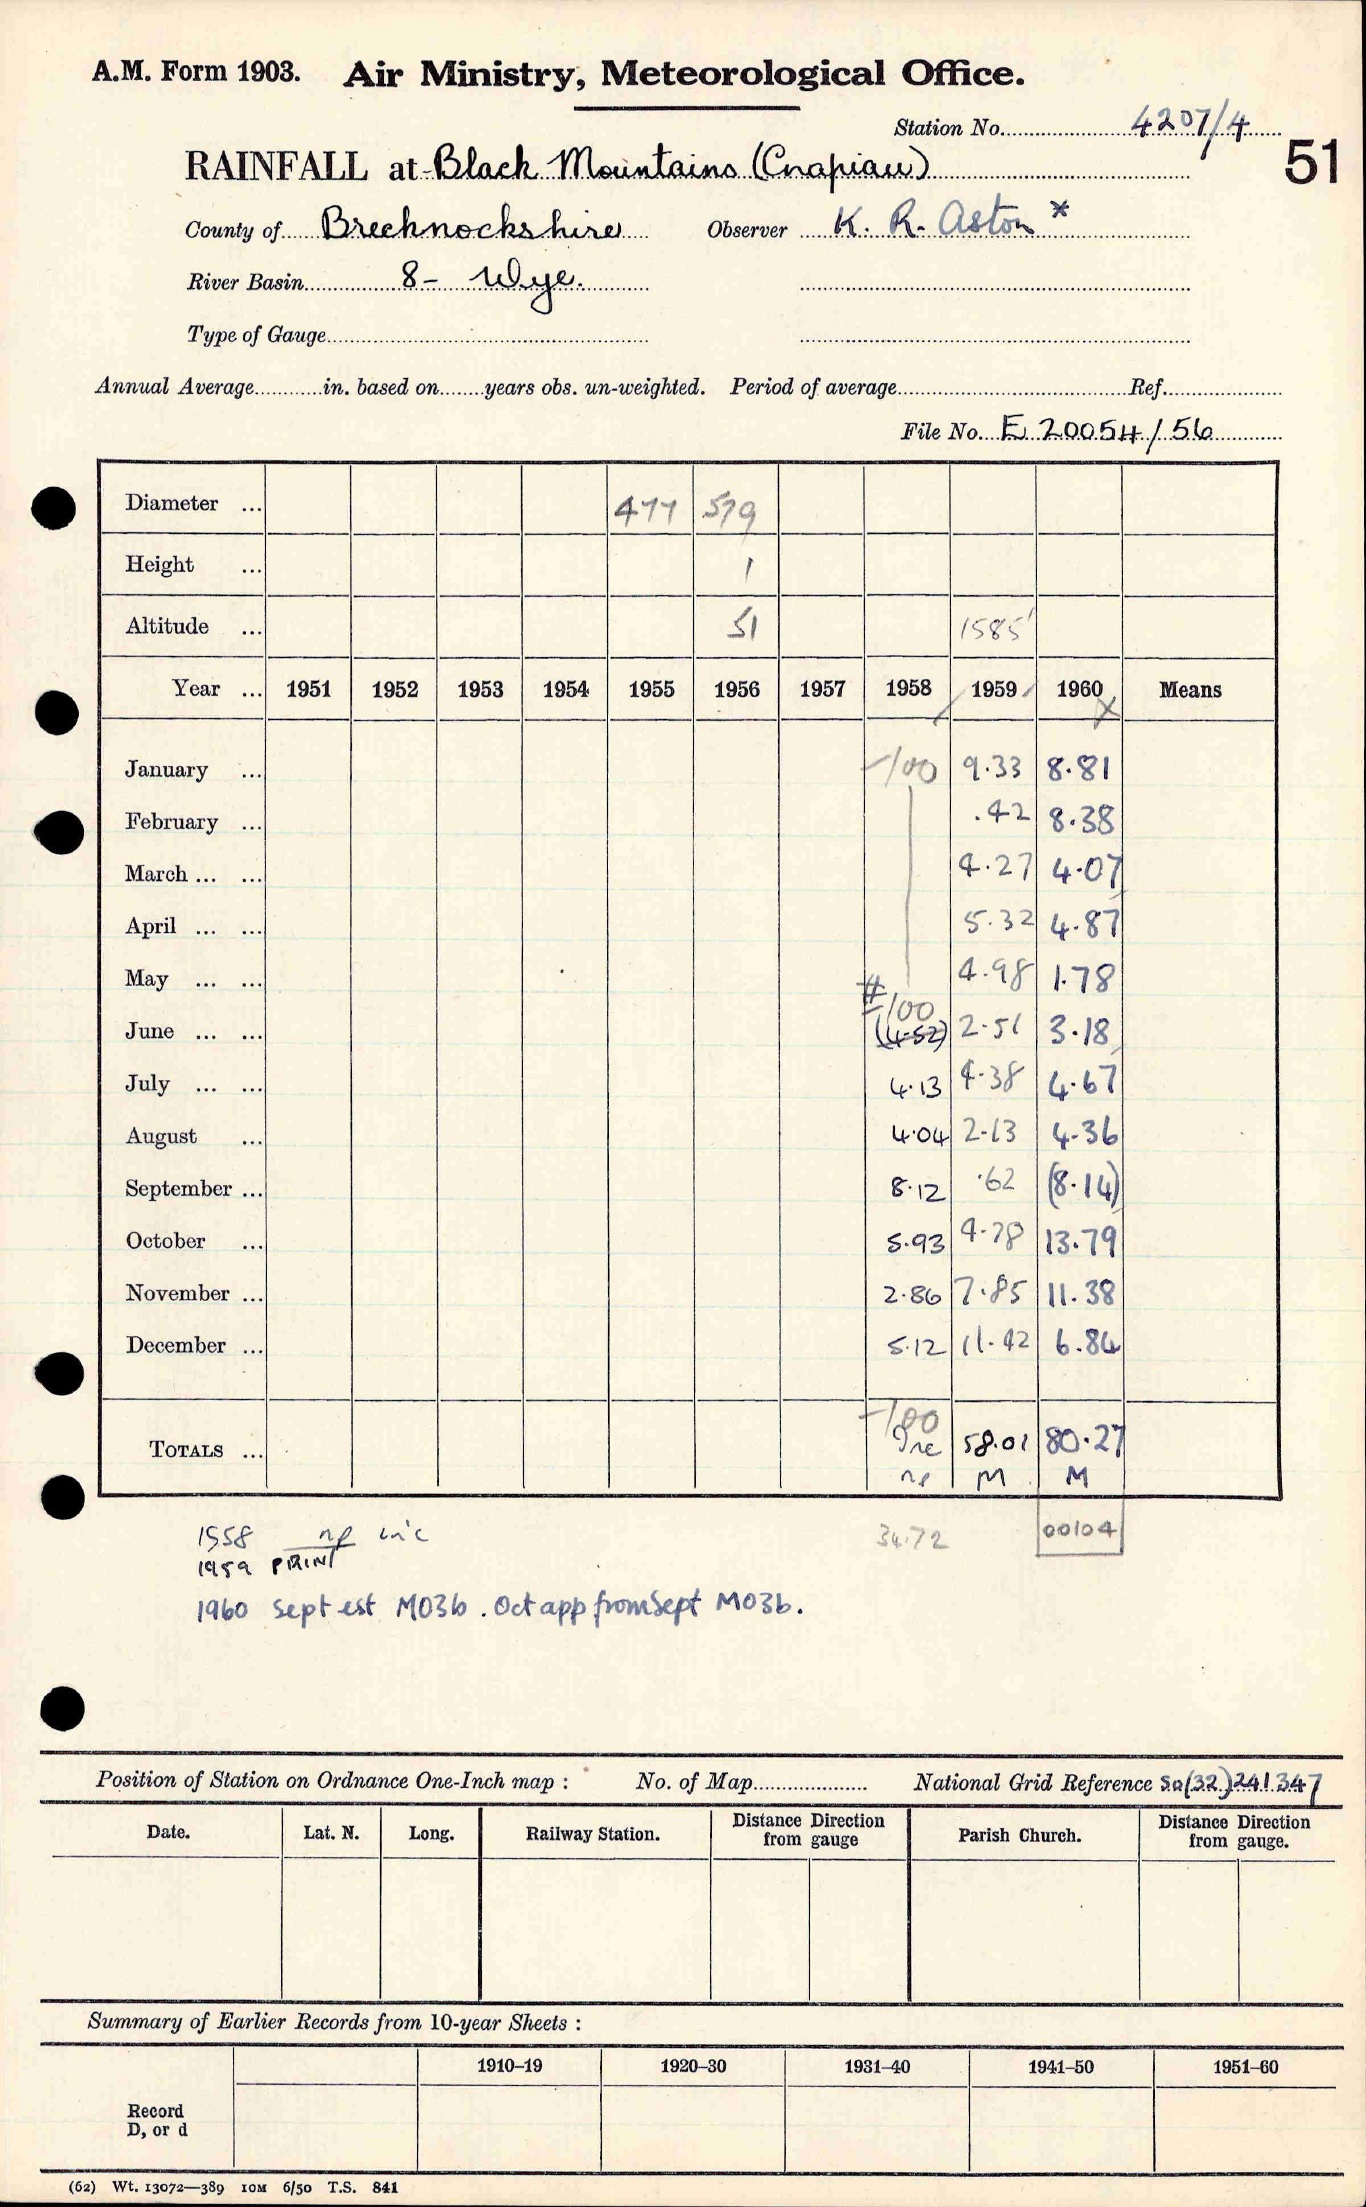 A.M. Form 1903. Air Ministry, Meteorological Office.
Station No. 4207/4
51
RAINFALL at Black Mountains (Cnapiau)
County of Brecknockshire Observer K. R. Aston *
River Basin 8- Wye.
Type of Gauge
Annual Average in. based on years obs. un-weighted. Period of average Ref.
File No. E 20054/56
Diameter ... 477 579
Height ... 1
Altitude ... 51 1585'
Year ... 1951 1952 1953 1954 1955 1956 1957 1958 1959 1960 Means
January ... -100 9.33 8.81
February ... .42 8.38
March ... ... 4.27 4.07
April ... ... 5.32 4.87
May ... ... 4.98 1.78
# -100
June ... ... (4.52) 2.51 3.18
July ... ... 4.13 4.38 4.67
August ... 4.04 2.13 4.36
September ... 8.12 .62 (8.14)
October ... 5.93 4.78 13.79
November ... 2.86 7.85 11.38
December ... 5.12 11.42 6.84
-100
TOTALS ... Inc 58.01 80.27
np M M
34.72 00104
1958 np inc
1959 PRINT
1960 Sept est MO3b. Oct app from Sept MO3b.
Position of Station on Ordnance One-Inch map : No. of Map National Grid Reference So(32)241347
Date. Lat. N. Long. Railway Station. Distance Direction from gauge Parish Church. Distance Direction from gauge.
Summary of Earlier Records from 10-year Sheets :
1910–19 1920–30 1931–40 1941–50 1951–60
Record
D, or d
(62) Wt. 13072—389 10M 6/50 T.S. 841